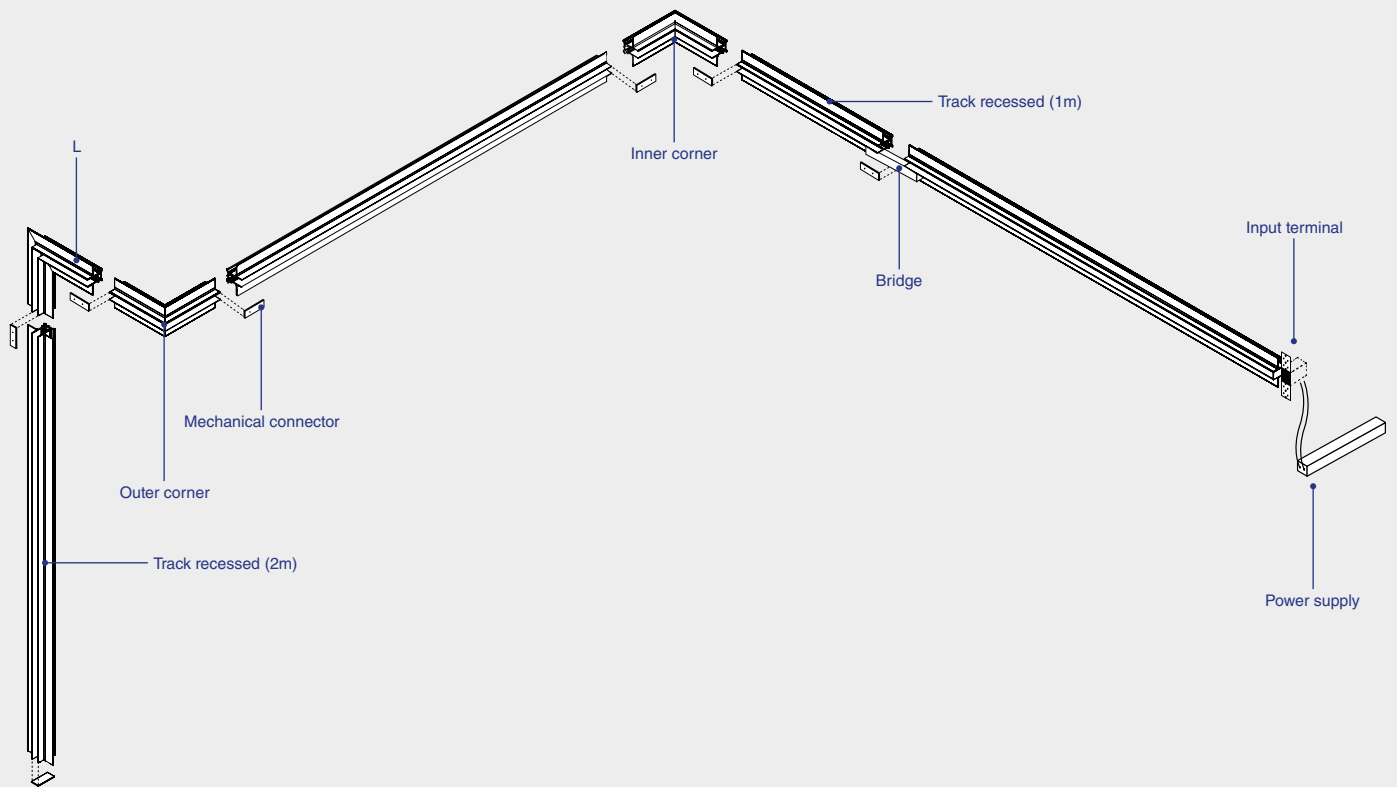 Track recessed (1m)
L
Inner corner
Input terminal
Bridge
Mechanical connector
Outer corner
Track recessed (2m)
Power supply